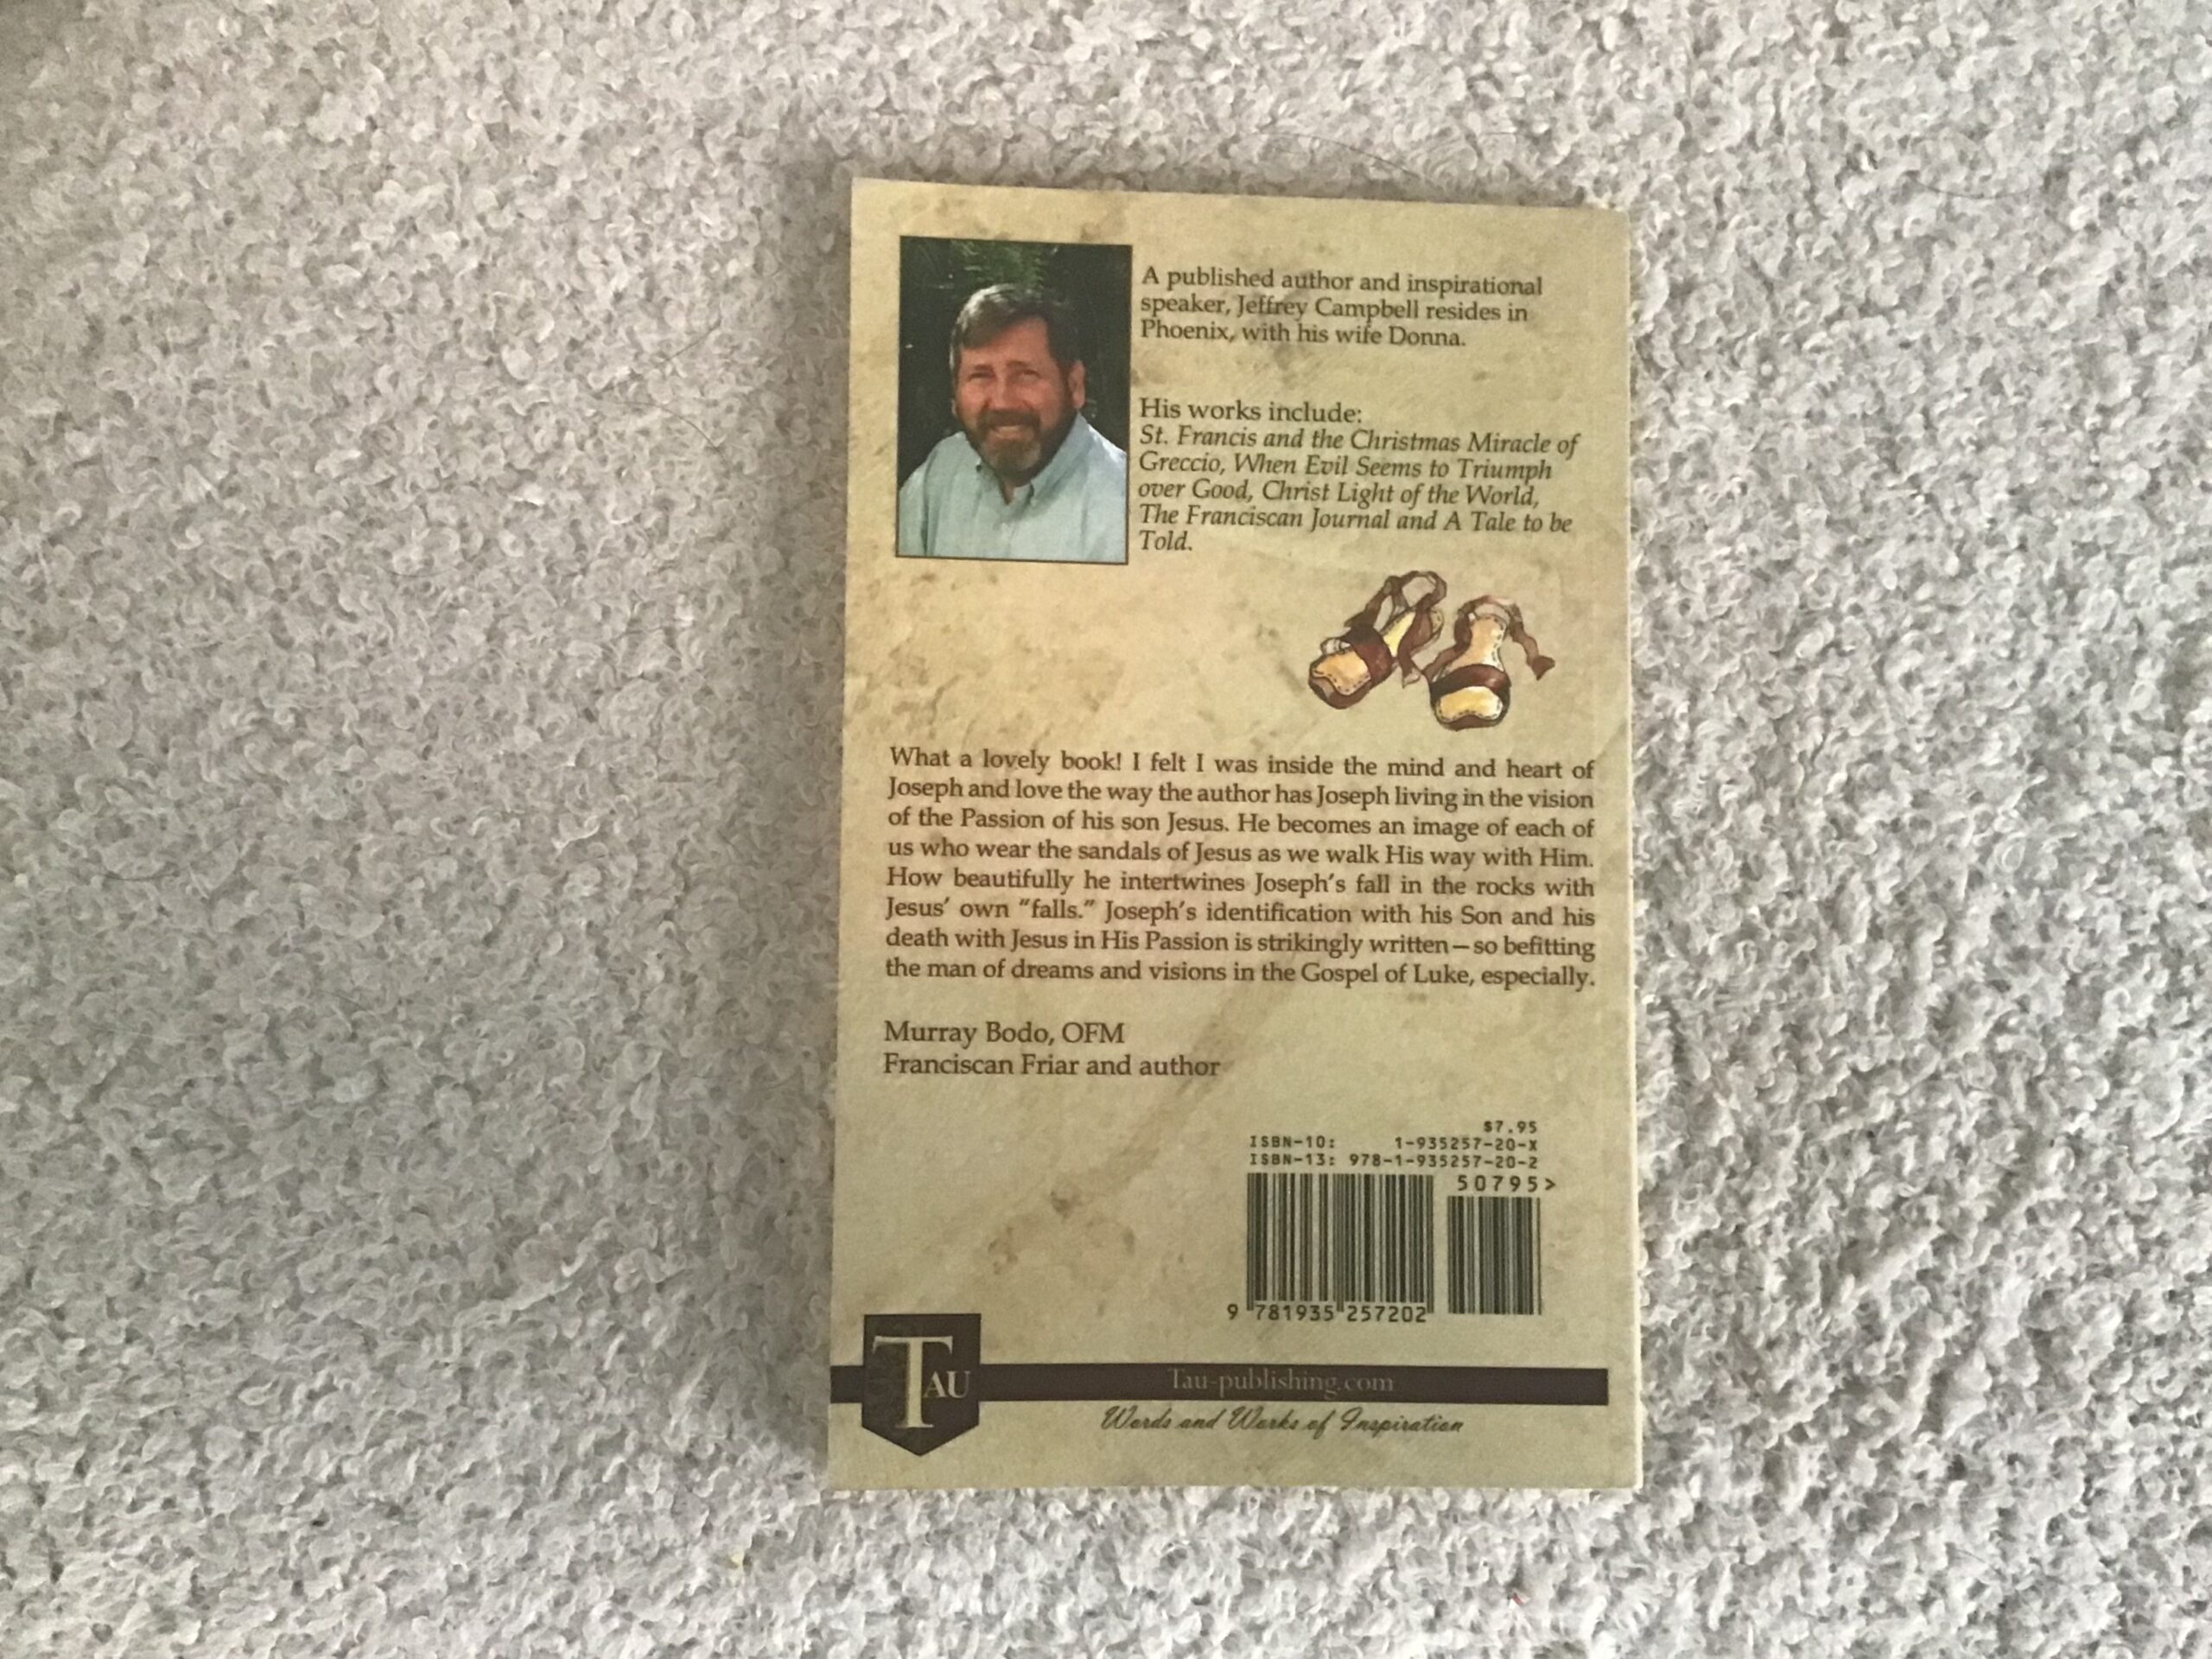 A published author and inspirational
speaker, Jeffrey Campbell resides in
Phoenix, with his wife Donna.
His works include:
St. Francis and the Christmas Miracle of
Greccio, When Evil Seems to Triumph
over Good, Christ Light of the World,
The Franciscan Journal and A Tale to be
Told.
What a lovely book! I felt I was inside the mind and heart of
Joseph and love the way the author has Joseph living in the vision
of the Passion of his son Jesus. He becomes an image of each of
us who wear the sandals of Jesus as we walk His way with Him.
How beautifully he intertwines Joseph's fall in the rocks with
Jesus' own "falls." Joseph's identification with his Son and his
death with Jesus in His Passion is strikingly written—so befitting
the man of dreams and visions in the Gospel of Luke, especially.
Murray Bodo, OFM
Franciscan Friar and author
$7.95
ISBN-10: 1-935257-20-X
ISBN-13: 978-1-935257-20-2
50795>
9 781935 257202
TAU
Tau-publishing.com
Words and Works of Inspiration